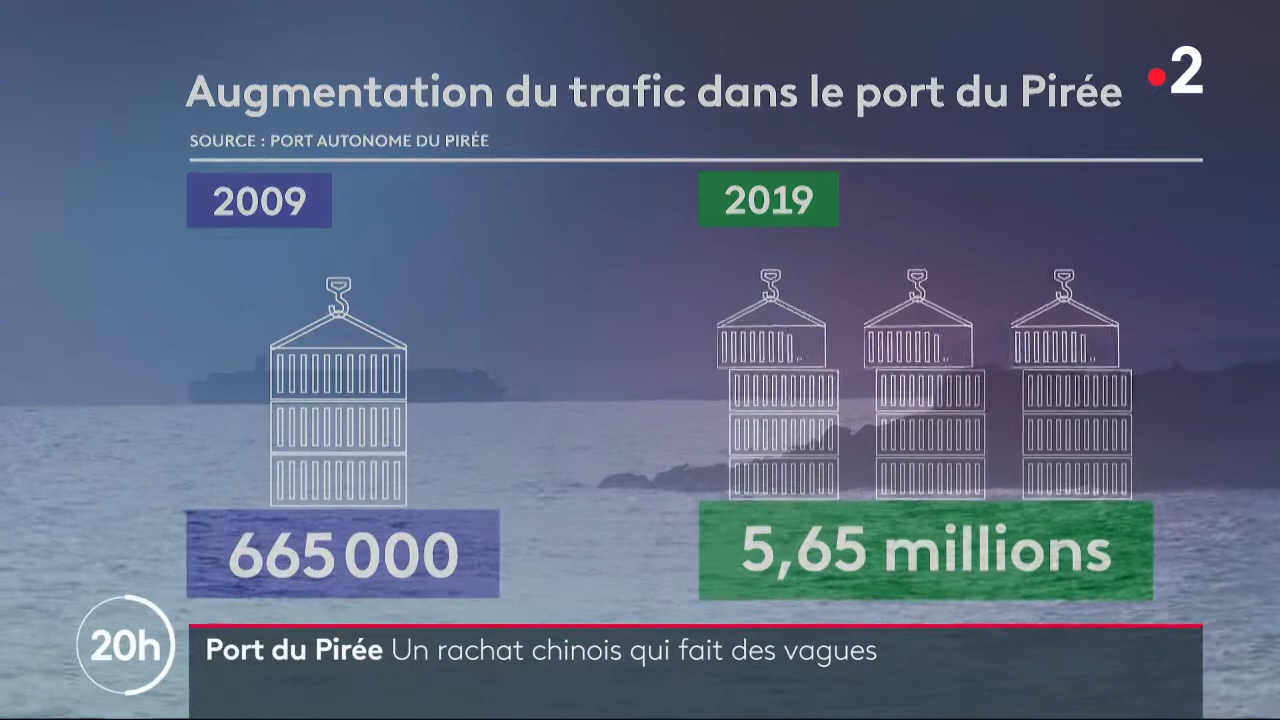 Augmentation du trafic dans le port du Pirée
2
SOURCE : PORT AUTONOME DU PIRÉE
2009
2019
665 000
5,65 millions
20h
Port du Pirée Un rachat chinois qui fait des vagues